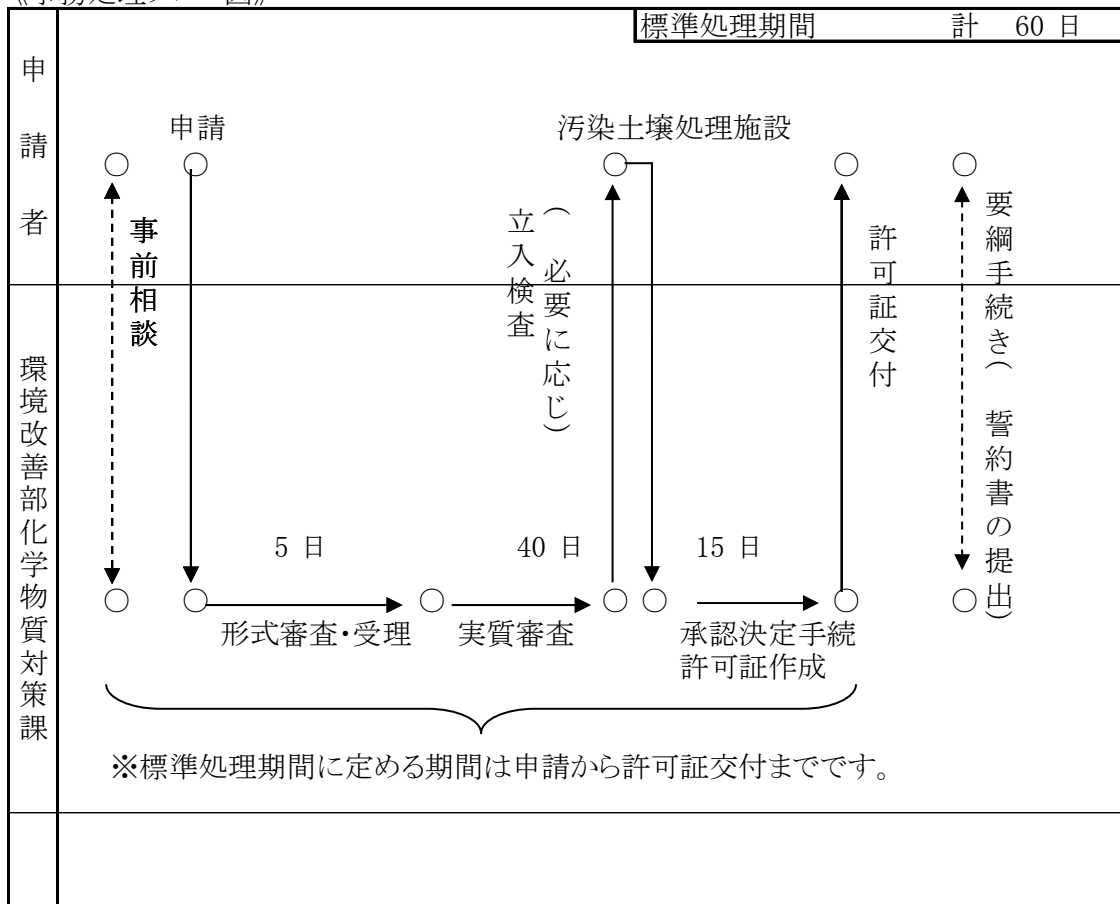 標準処理期間 計 60 日
申請者
申請
汚染土壌処理施設
事前相談
立入検査
(必要に応じ)
許可証交付
要綱手続き(誓約書の提出)
環境改善部化学物質対策課
5 日
40 日
15 日
形式審査・受理
実質審査
承認決定手続
許可証作成
※標準処理期間に定める期間は申請から許可証交付までです。